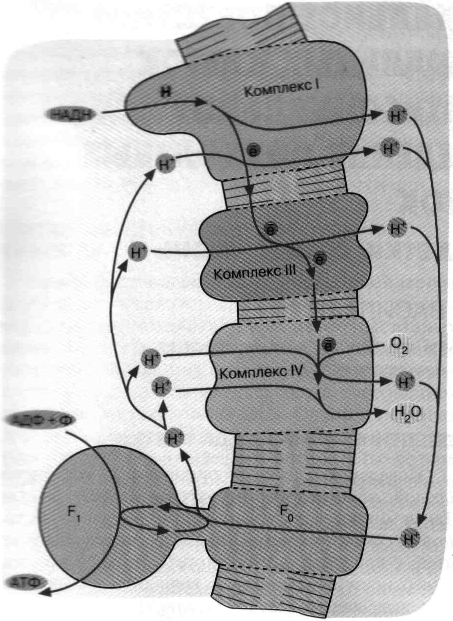 H
Комплекс I
НАДН
H⁺
ē
H⁺
H⁺
ē
H⁺
H⁺
ē
Комплекс III
ē
O₂
H⁺
Комплекс IV
H⁺
H⁺
H₂O
АДФ + Ф
H⁺
F₁
F₀
H⁺
АТФ